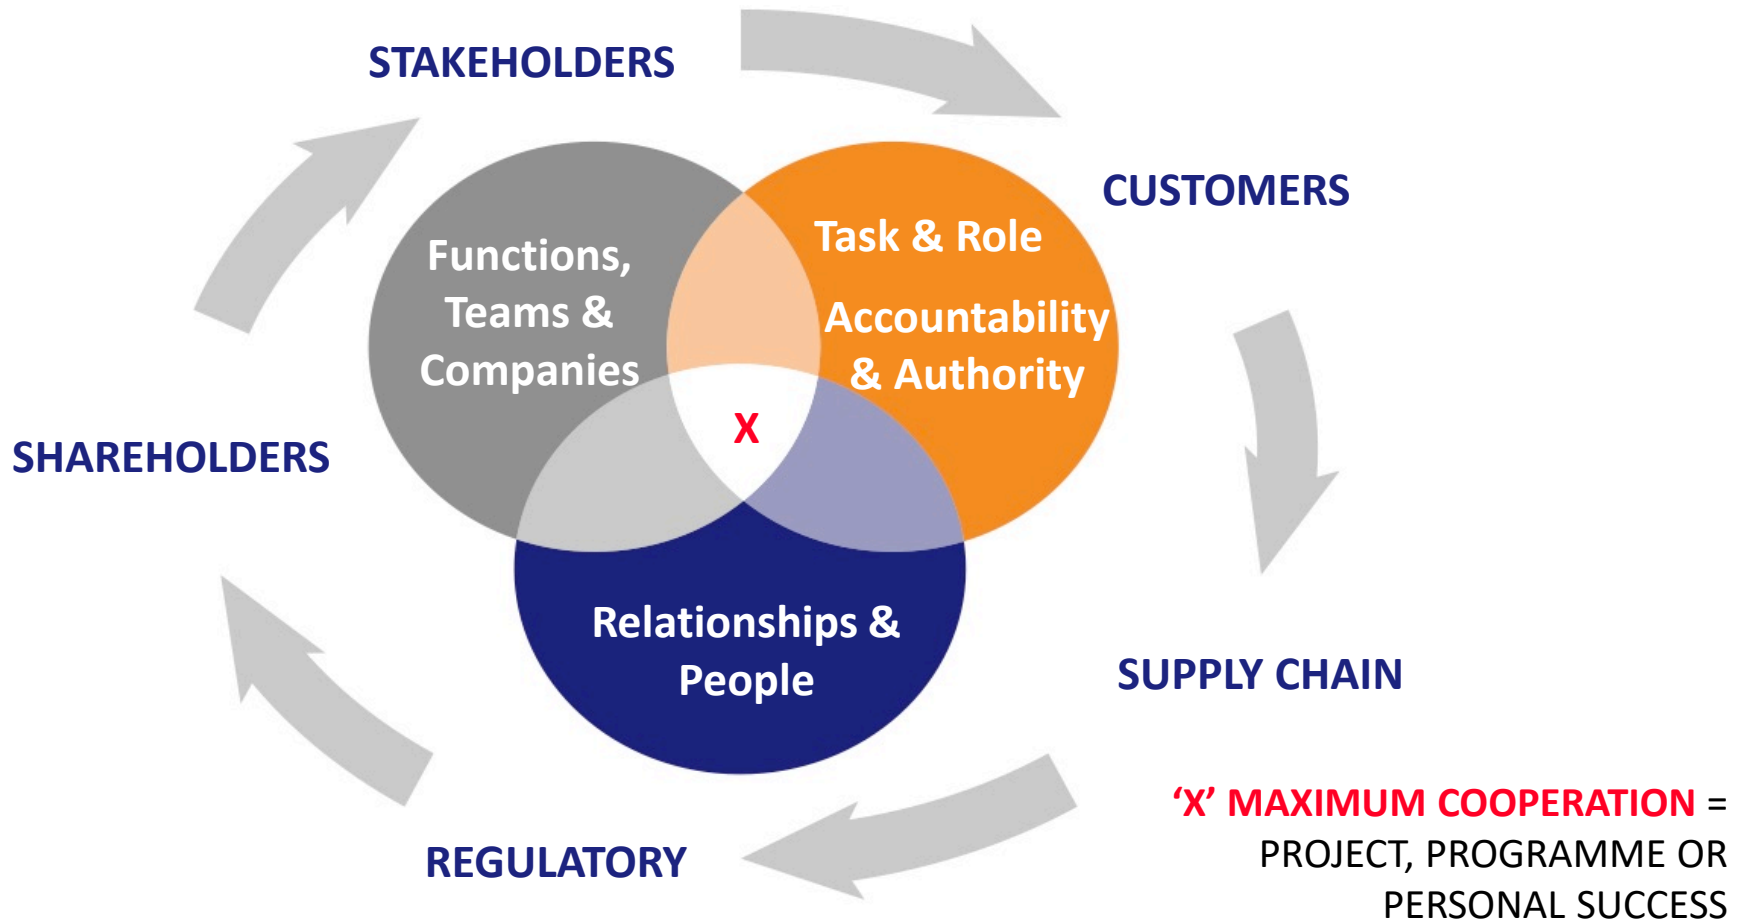 STAKEHOLDERS
CUSTOMERS
Functions,
Teams &
Companies
Task & Role
Accountability
& Authority
X
SHAREHOLDERS
Relationships &
People
SUPPLY CHAIN
REGULATORY
‘X’ MAXIMUM COOPERATION =
PROJECT, PROGRAMME OR
PERSONAL SUCCESS